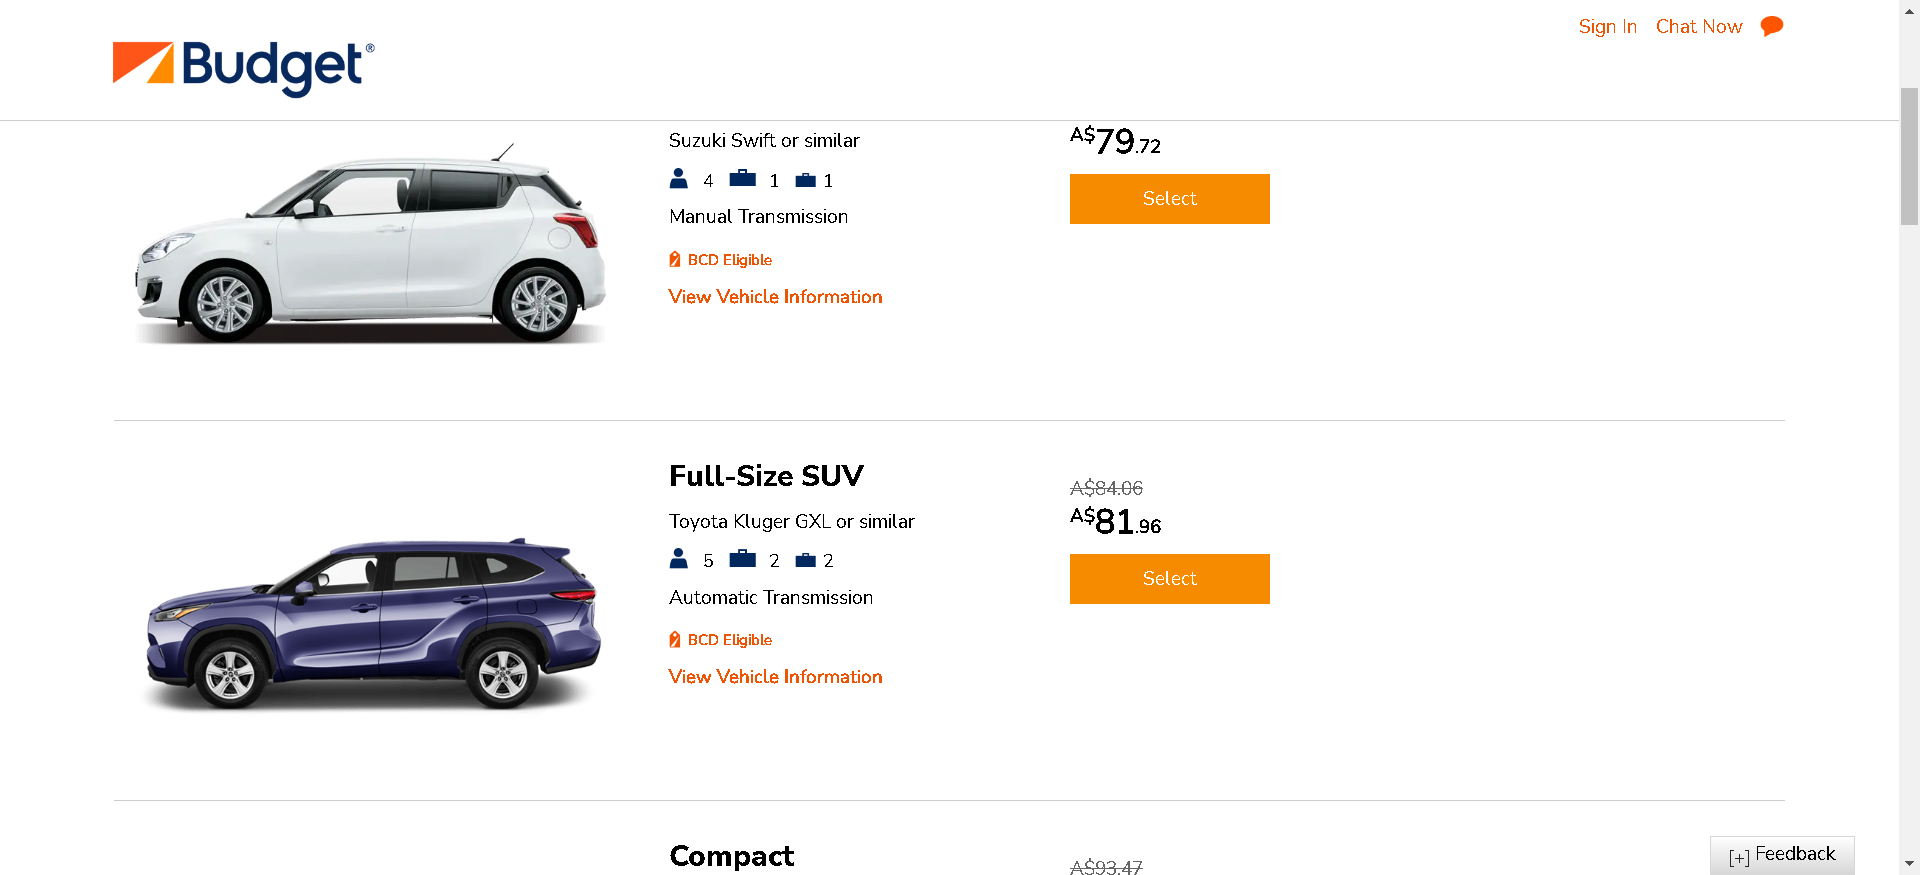 Budget®
Sign In Chat Now
Suzuki Swift or similar
4 1 1
Manual Transmission
BCD Eligible
View Vehicle Information
A$79.72
Select
Full-Size SUV
Toyota Kluger GXL or similar
5 2 2
Automatic Transmission
BCD Eligible
View Vehicle Information
A$84.06
A$81.96
Select
Compact
A$93.47
[+] Feedback